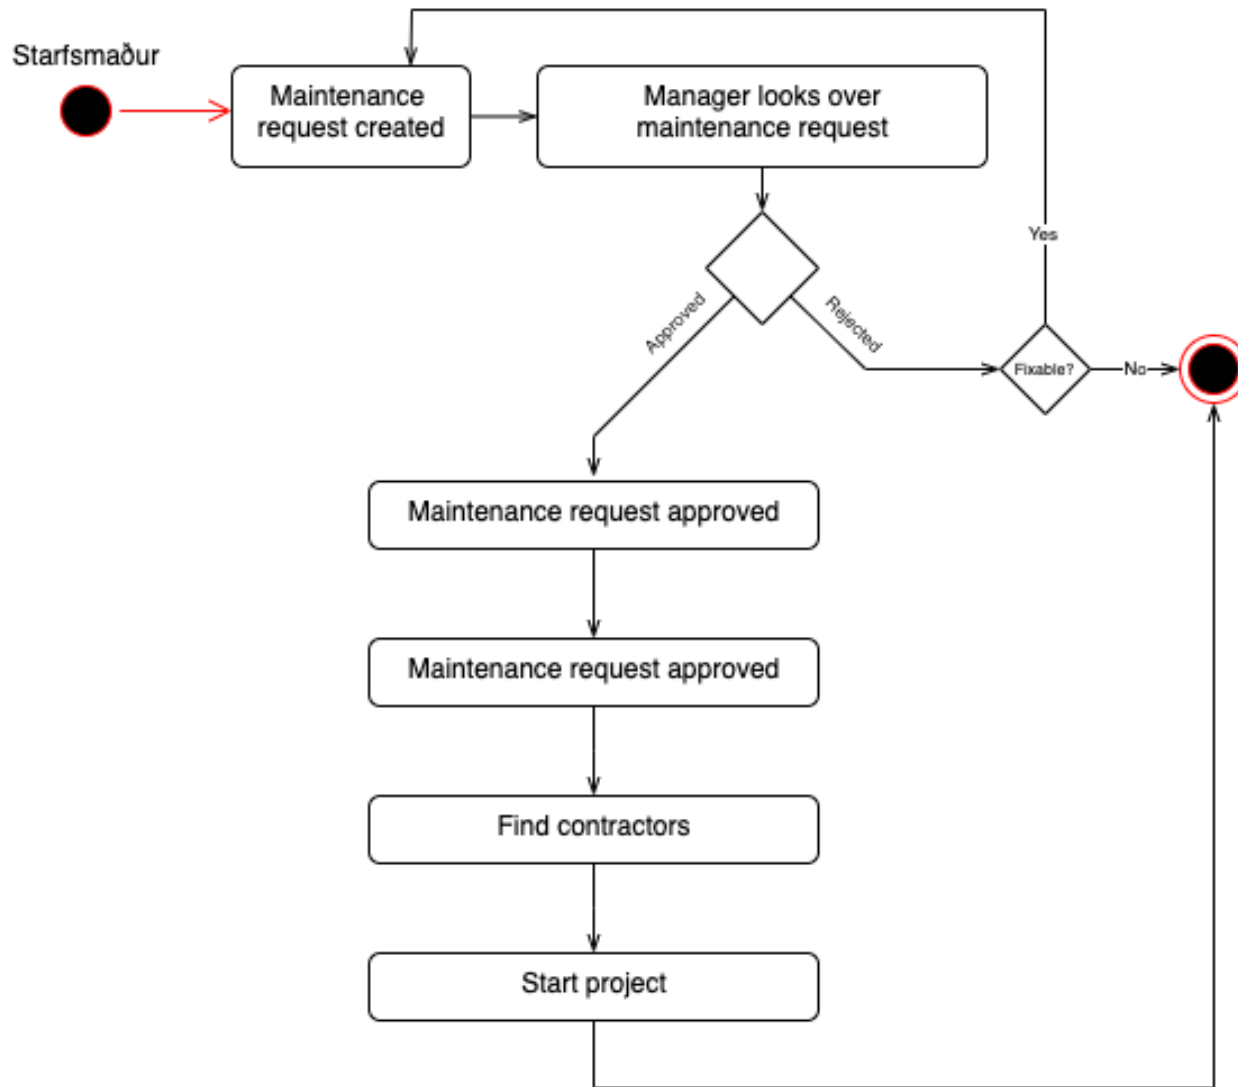 Starfsmaður
Maintenance
request created
Manager looks over
maintenance request
Yes
Approved
Rejected
Fixable?
No
Maintenance request approved
Maintenance request approved
Find contractors
Start project